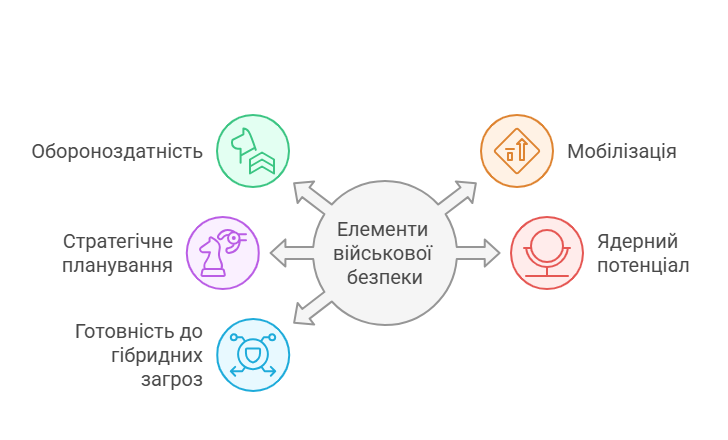 Обороноздатність
Мобілізація
Елементи
військової
безпеки
Стратегічне
планування
Ядерний
потенціал
Готовність до
гібридних
загроз